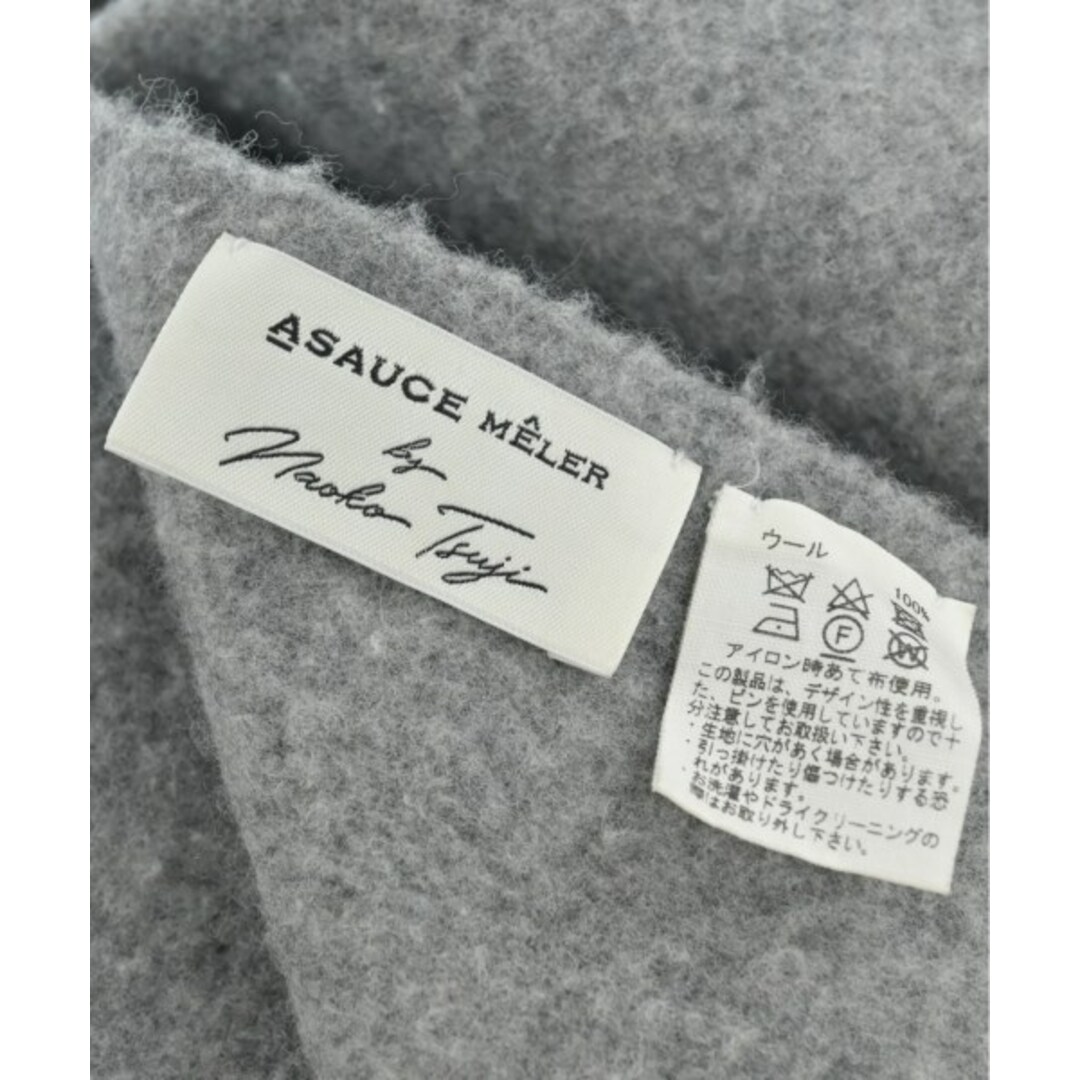 ASAUCE MÊLER
by
Naoko Tsuji
ウール
100%
F
W
アイロン時あて布使用。
この製品は、デザイン性を重視し
た、ピンを使用していますので十
分注意してお取扱い下さい。
・生地に穴があく場合があります。
・引っ掛けたり傷つけたりする恐
れがあります。
お洗濯やドライクリーニングの
際はお取り外し下さい。